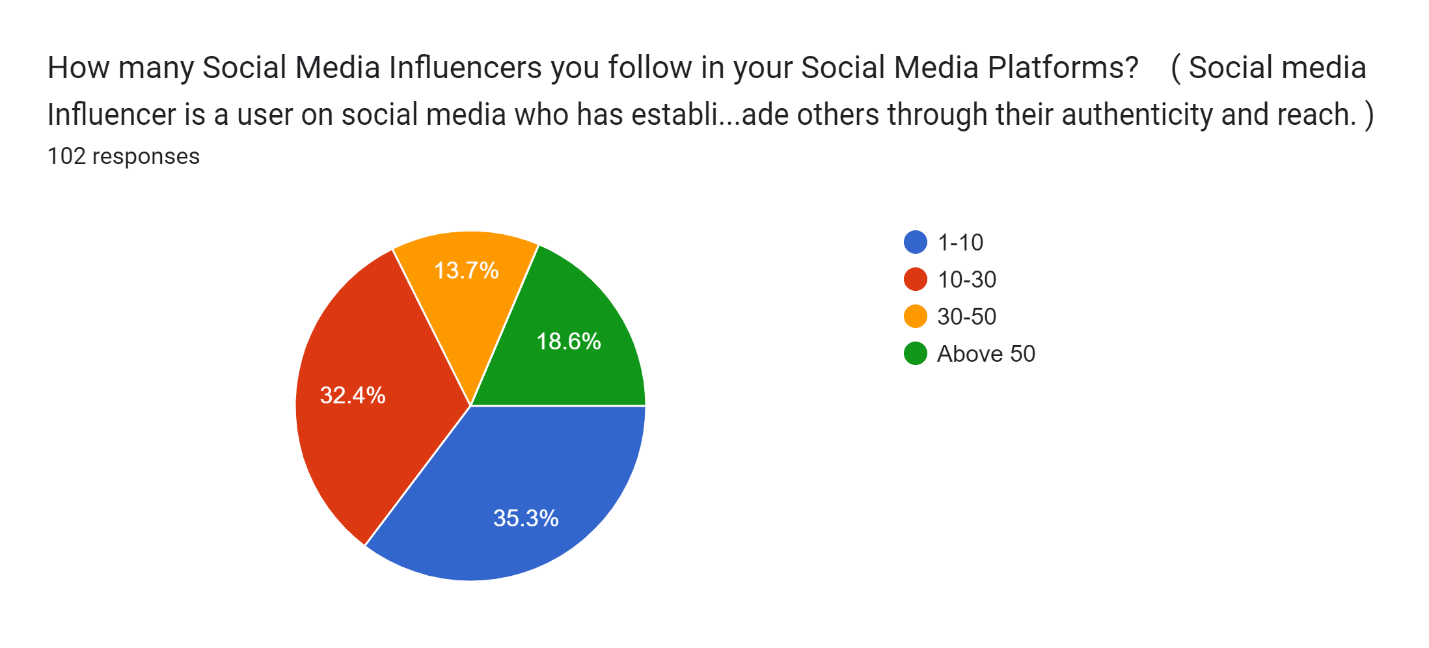 How many Social Media Influencers you follow in your Social Media Platforms? ( Social media
Influencer is a user on social media who has establi...ade others through their authenticity and reach. )
102 responses
13.7%
18.6%
32.4%
35.3%
1-10
10-30
30-50
Above 50